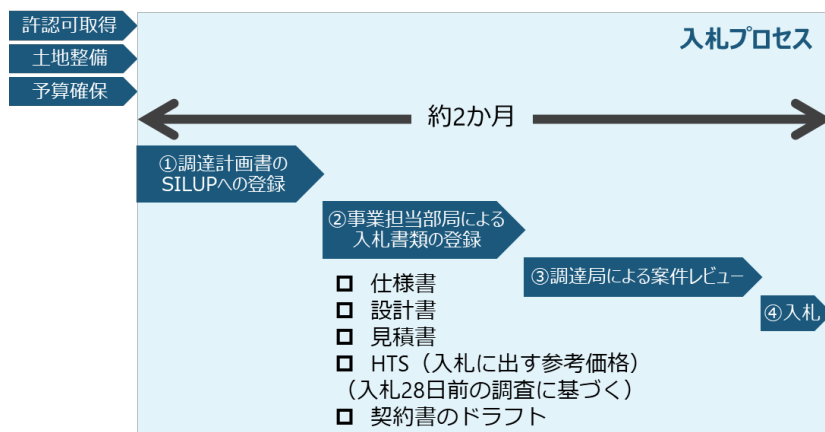 許認可取得
土地整備
予算確保
入札プロセス
約2か月
①調達計画書の
SILUPへの登録
②事業担当部局による
入札書類の登録
仕様書
設計書
見積書
HTS（入札に出す参考価格）
（入札28日前の調査に基づく）
契約書のドラフト
③調達局による案件レビュー
④入札